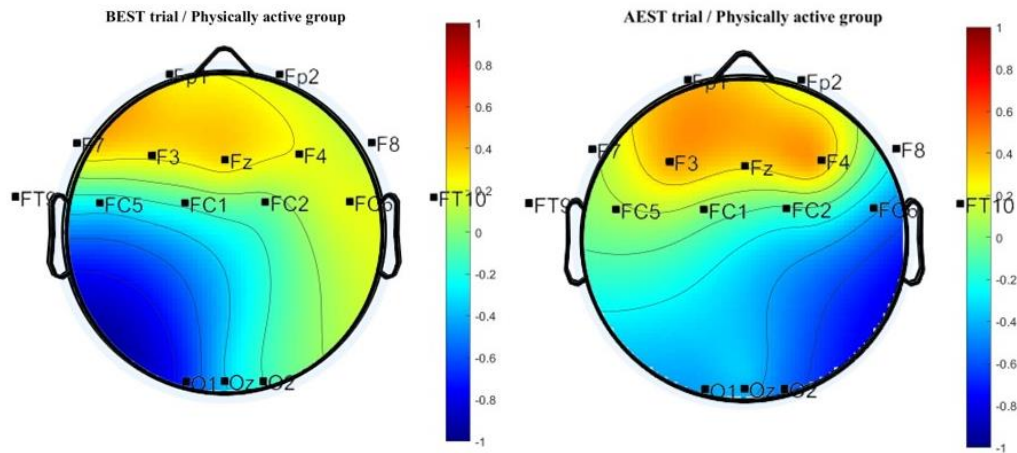 BEST trial / Physically active group
AEST trial / Physically active group
Fp1 Fp2
F7 F3 Fz F4 F8
FT9 FC5 FC1 FC2 FC6 FT10
O1 Oz O2
1
0.8
0.6
0.4
0.2
0
-0.2
-0.4
-0.6
-0.8
-1
Fp1 Fp2
F7 F3 Fz F4 F8
FT9 FC5 FC1 FC2 FC6 FT10
O1 Oz O2
1
0.8
0.6
0.4
0.2
0
-0.2
-0.4
-0.6
-0.8
-1